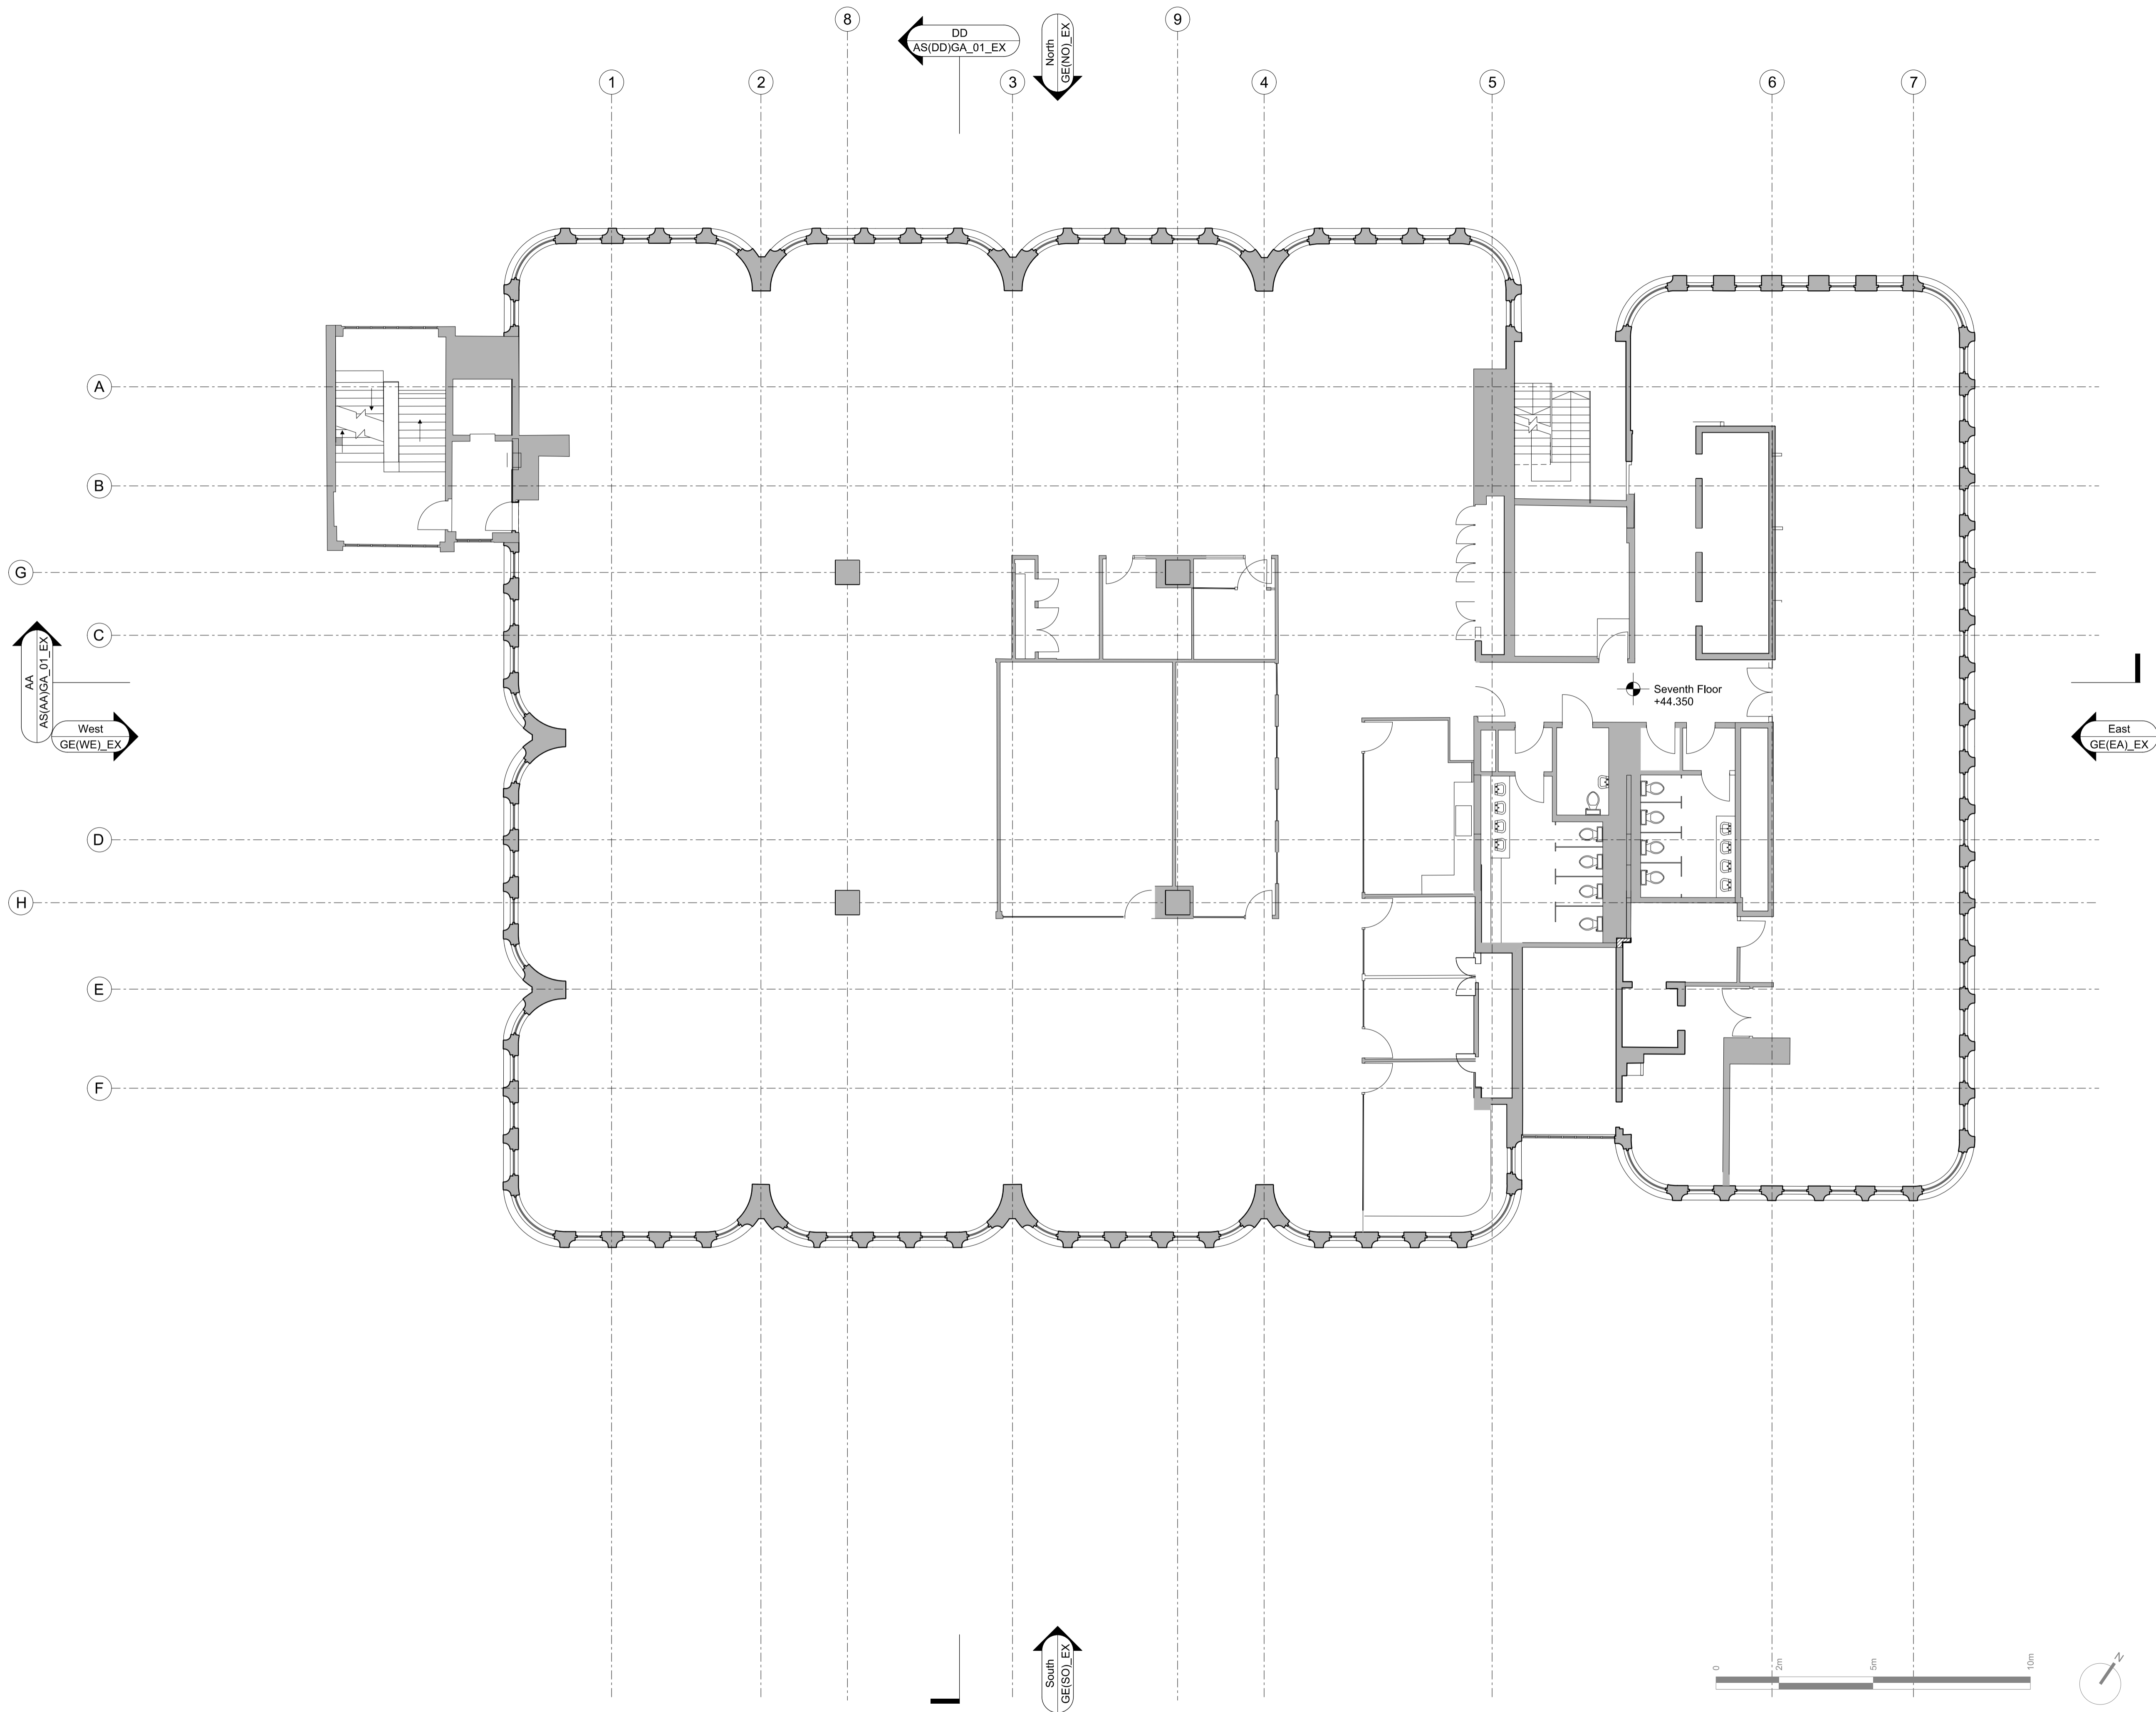 8
9
DD
AS(DD)GA_01_EX
North
GE(NO)_EX
1
2
3
4
5
6
7
A
B
G
C
AA
AS(AA)GA_01_EX
West
GE(WE)_EX
Seventh Floor
+44.350
East
GE(EA)_EX
D
H
E
F
South
GE(SO)_EX
0
2m
5m
10m
N